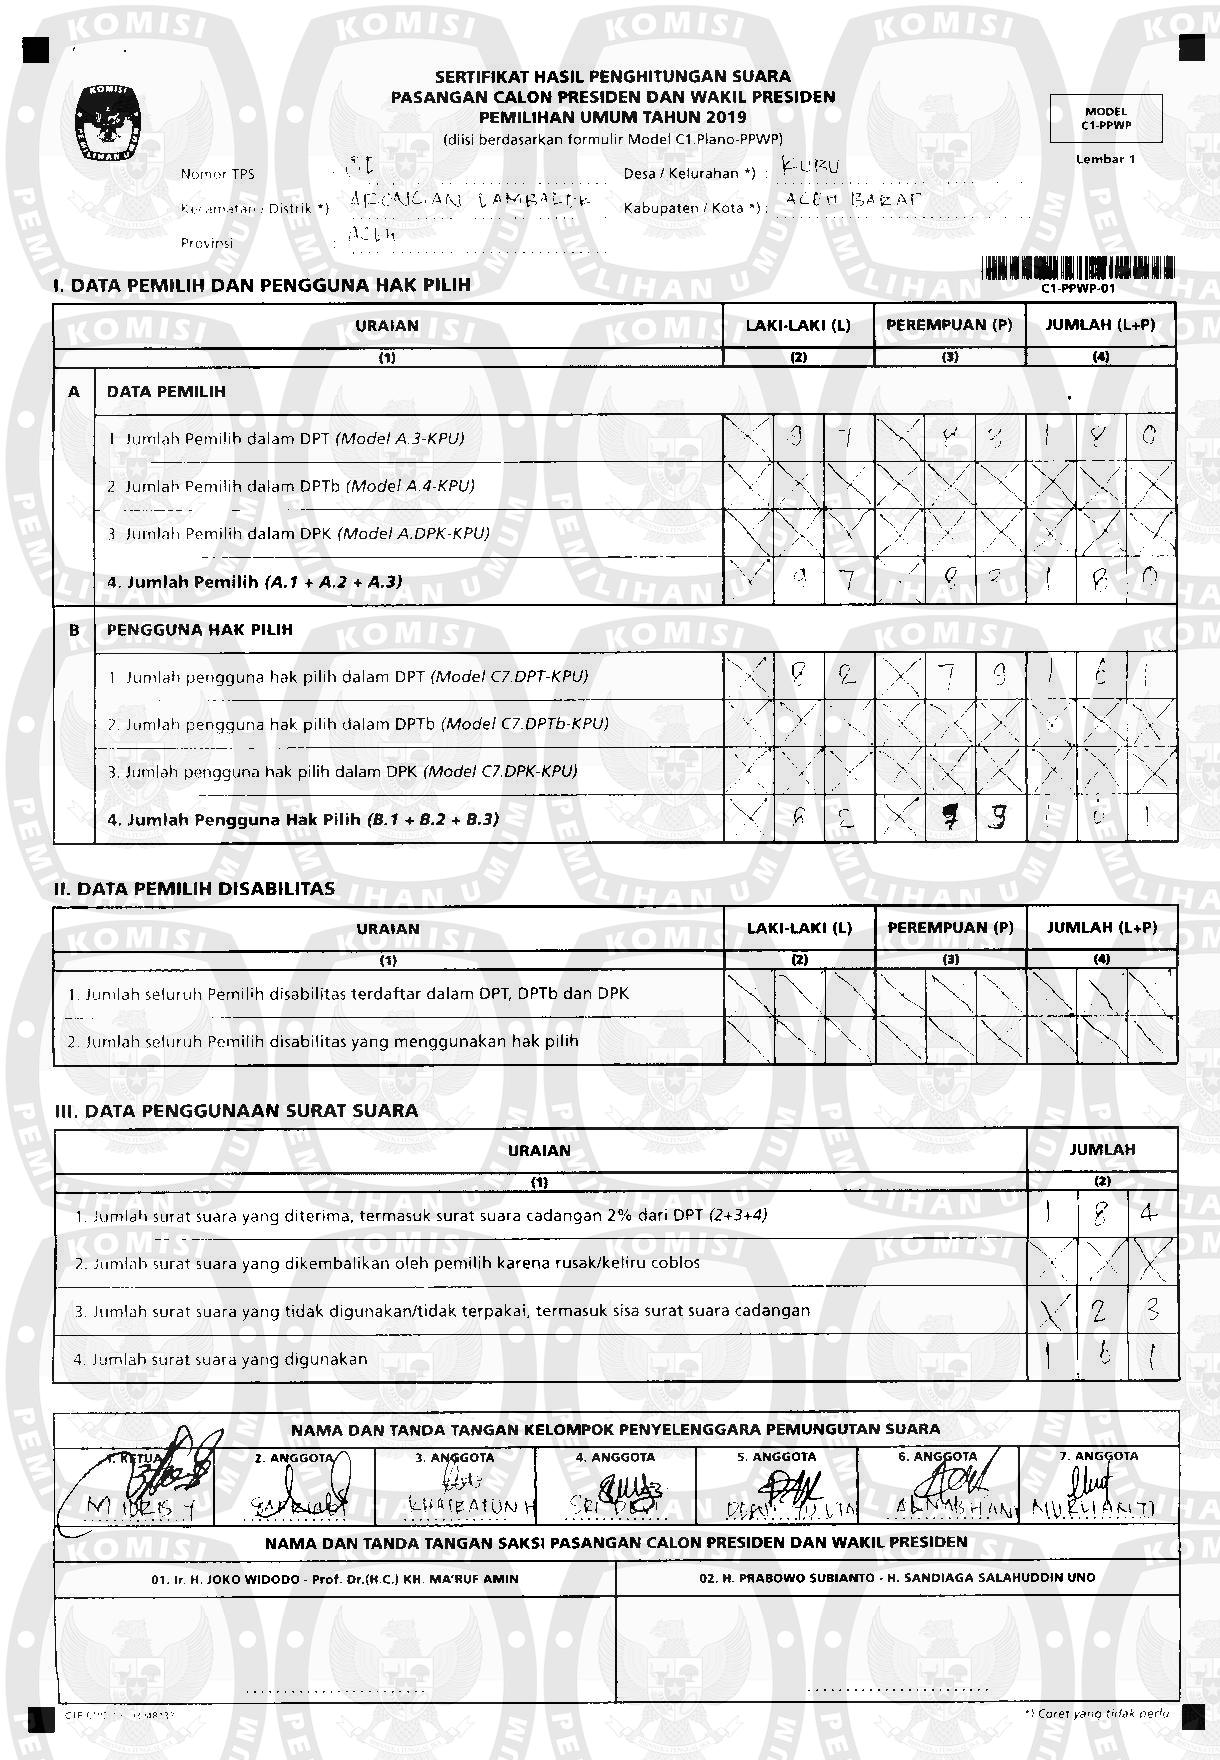 SERTIFIKAT HASIL PENGHITUNGAN SUARA
PASANGAN CALON PRESIDEN DAN WAKIL PRESIDEN
PEMILIHAN UMUM TAHUN 2019
(diisi berdasarkan formulir Model C1.Plano-PPWP)
MODEL
C1-PPWP
Lembar 1
Nomor TPS :
Desa / Kelurahan *) : KUBU
Kecamatan / Distrik *) : ARONGAN LAMBALEK
Kabupaten / Kota *) : ACEH BARAT
Provinsi : ACEH
C1-PPWP-01
I. DATA PEMILIH DAN PENGGUNA HAK PILIH
URAIAN LAKI-LAKI (L) PEREMPUAN (P) JUMLAH (L+P)
(1) (2) (3) (4)
A DATA PEMILIH
1 Jumlah Pemilih dalam DPT (Model A.3-KPU) X 9 7 X 8 3 1 8 0
2 Jumlah Pemilih dalam DPTb (Model A.4-KPU) X X X X X X X X X
3 Jumlah Pemilih dalam DPK (Model A.DPK-KPU) X X X X X X X X X
4. Jumlah Pemilih (A.1 + A.2 + A.3) X 9 7 8 3 1 8 0
B PENGGUNA HAK PILIH
1 Jumlah pengguna hak pilih dalam DPT (Model C7.DPT-KPU) X 8 2 X 7 9 1 6 1
2. Jumlah pengguna hak pilih dalam DPTb (Model C7.DPTb-KPU) X X X X X X X X X
3. Jumlah pengguna hak pilih dalam DPK (Model C7.DPK-KPU) X X X X X X X X X
4. Jumlah Pengguna Hak Pilih (B.1 + B.2 + B.3) X 8 2 X 7 9 1 6 1
II. DATA PEMILIH DISABILITAS
URAIAN LAKI-LAKI (L) PEREMPUAN (P) JUMLAH (L+P)
(1) (2) (3) (4)
1. Jumlah seluruh Pemilih disabilitas terdaftar dalam DPT, DPTb dan DPK
2. Jumlah seluruh Pemilih disabilitas yang menggunakan hak pilih
III. DATA PENGGUNAAN SURAT SUARA
URAIAN JUMLAH
(1) (2)
1. Jumlah surat suara yang diterima, termasuk surat suara cadangan 2% dari DPT (2+3+4) 1 8 4
2. Jumlah surat suara yang dikembalikan oleh pemilih karena rusak/keliru coblos X X X
3. Jumlah surat suara yang tidak digunakan/tidak terpakai, termasuk sisa surat suara cadangan X 2 3
4. Jumlah surat suara yang digunakan 1 6 1
NAMA DAN TANDA TANGAN KELOMPOK PENYELENGGARA PEMUNGUTAN SUARA
1. KETUA 2. ANGGOTA 3. ANGGOTA 4. ANGGOTA 5. ANGGOTA 6. ANGGOTA 7. ANGGOTA
KHAIRATUN H NURLIANTI
NAMA DAN TANDA TANGAN SAKSI PASANGAN CALON PRESIDEN DAN WAKIL PRESIDEN
01. Ir. H. JOKO WIDODO - Prof. Dr.(H.C.) KH. MA'RUF AMIN
02. H. PRABOWO SUBIANTO - H. SANDIAGA SALAHUDDIN UNO
*) Coret yang tidak perlu